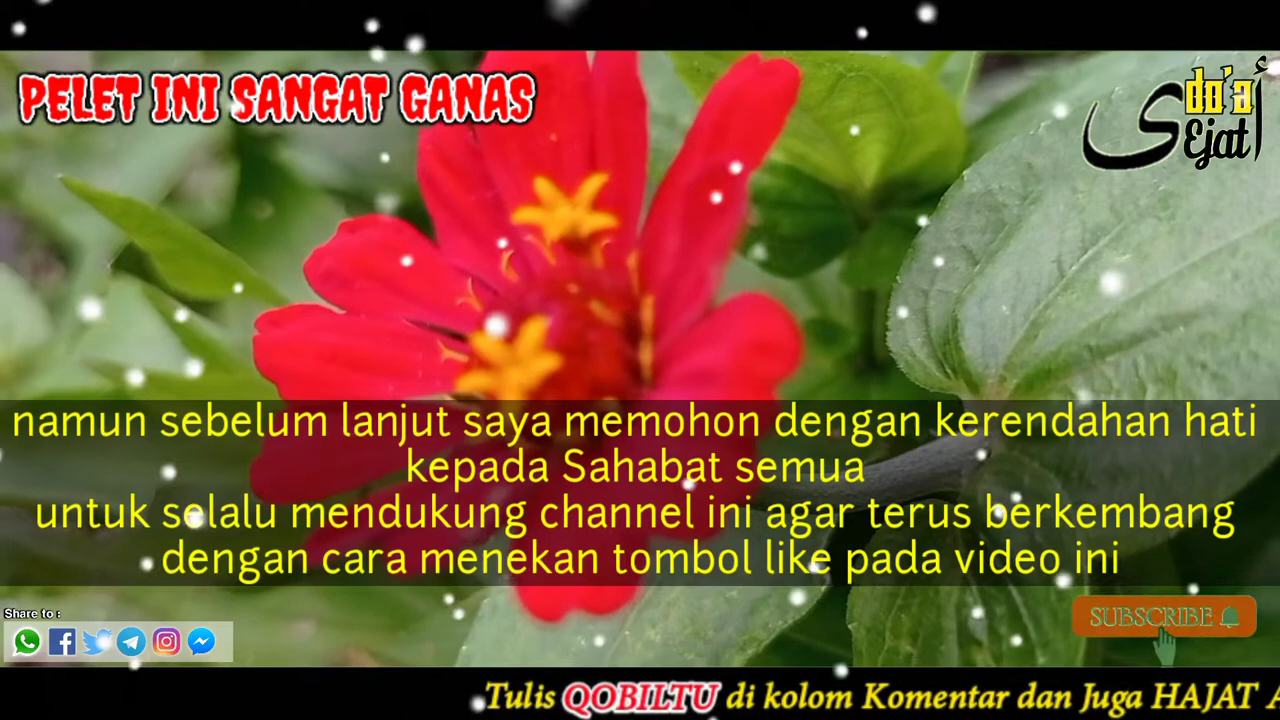 PELET INI SANGAT GANAS
do'a
Ejat
أ
ى
namun sebelum lanjut saya memohon dengan kerendahan hati
kepada Sahabat semua
untuk selalu mendukung channel ini agar terus berkembang
dengan cara menekan tombol like pada video ini
Share to :
SUBSCRIBE
Tulis QOBILTU di kolom Komentar dan Juga HAJAT A